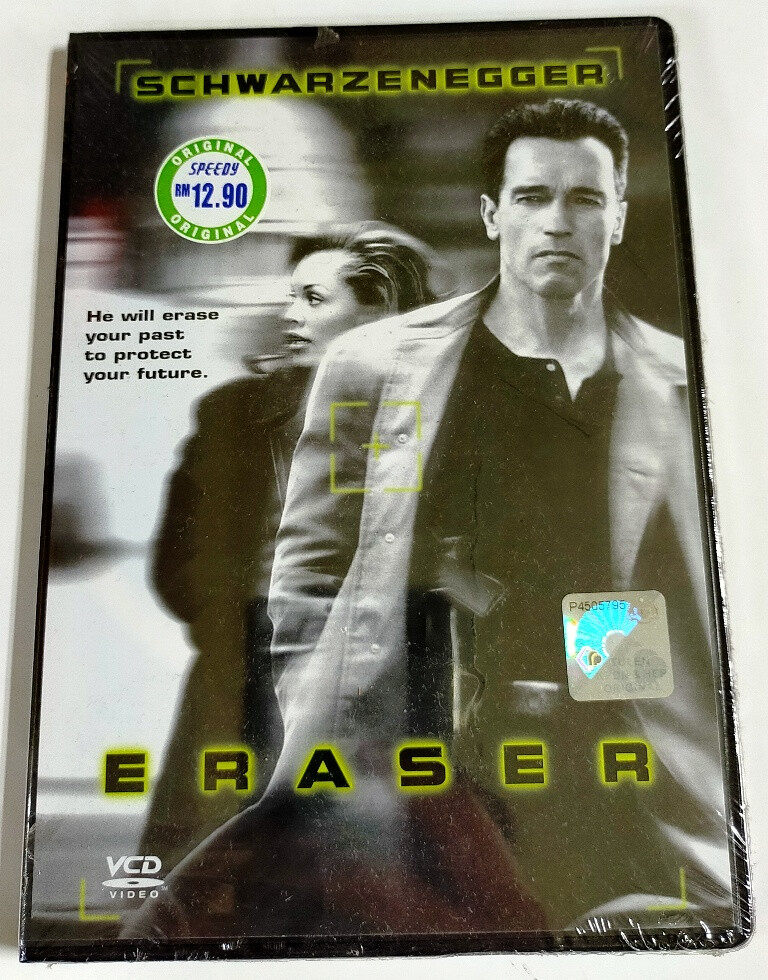 SCHWARZENEGGER
ORIGINAL
SPEEDY
RM 12.90
ORIGINAL
He will erase
your past
to protect
your future.
P4505795
ERASER
VCD
VIDEO